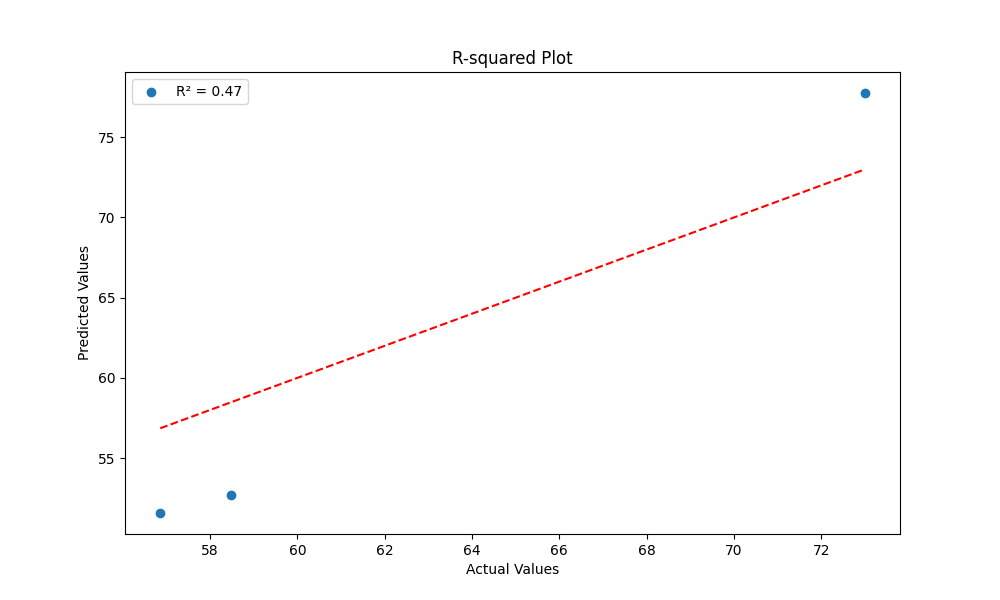 R-squared Plot
R² = 0.47
75
70
65
60
55
Predicted Values
58 60 62 64 66 68 70 72
Actual Values